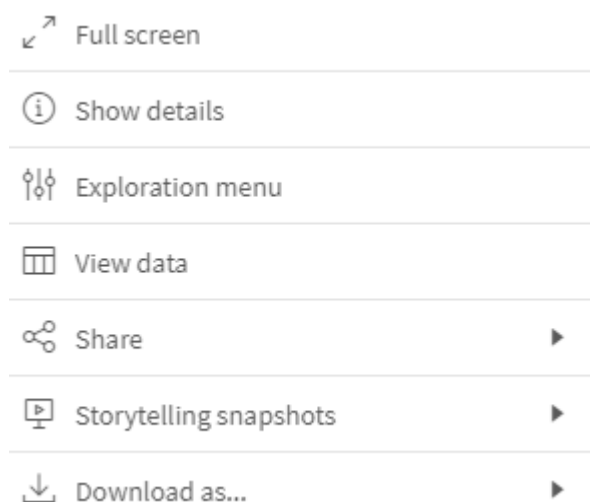 Full screen
Show details
Exploration menu
View data
Share
Storytelling snapshots
Download as...